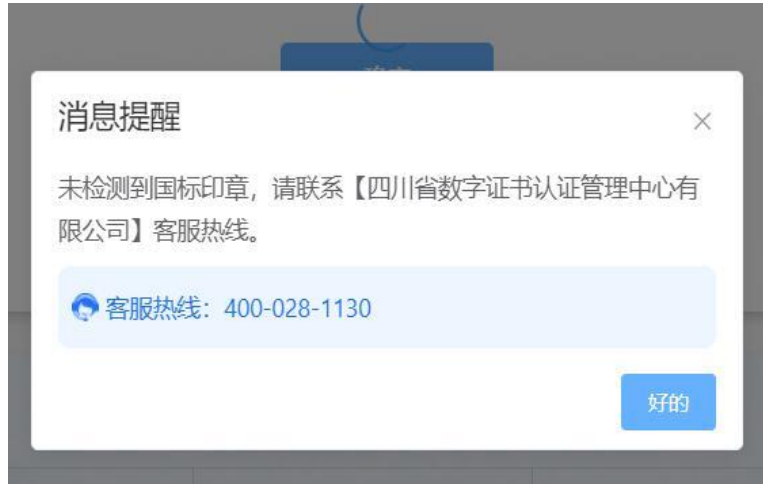 消息提醒
未检测到国标印章，请联系【四川省数字证书认证管理中心有
限公司】客服热线。
客服热线：400-028-1130
好的